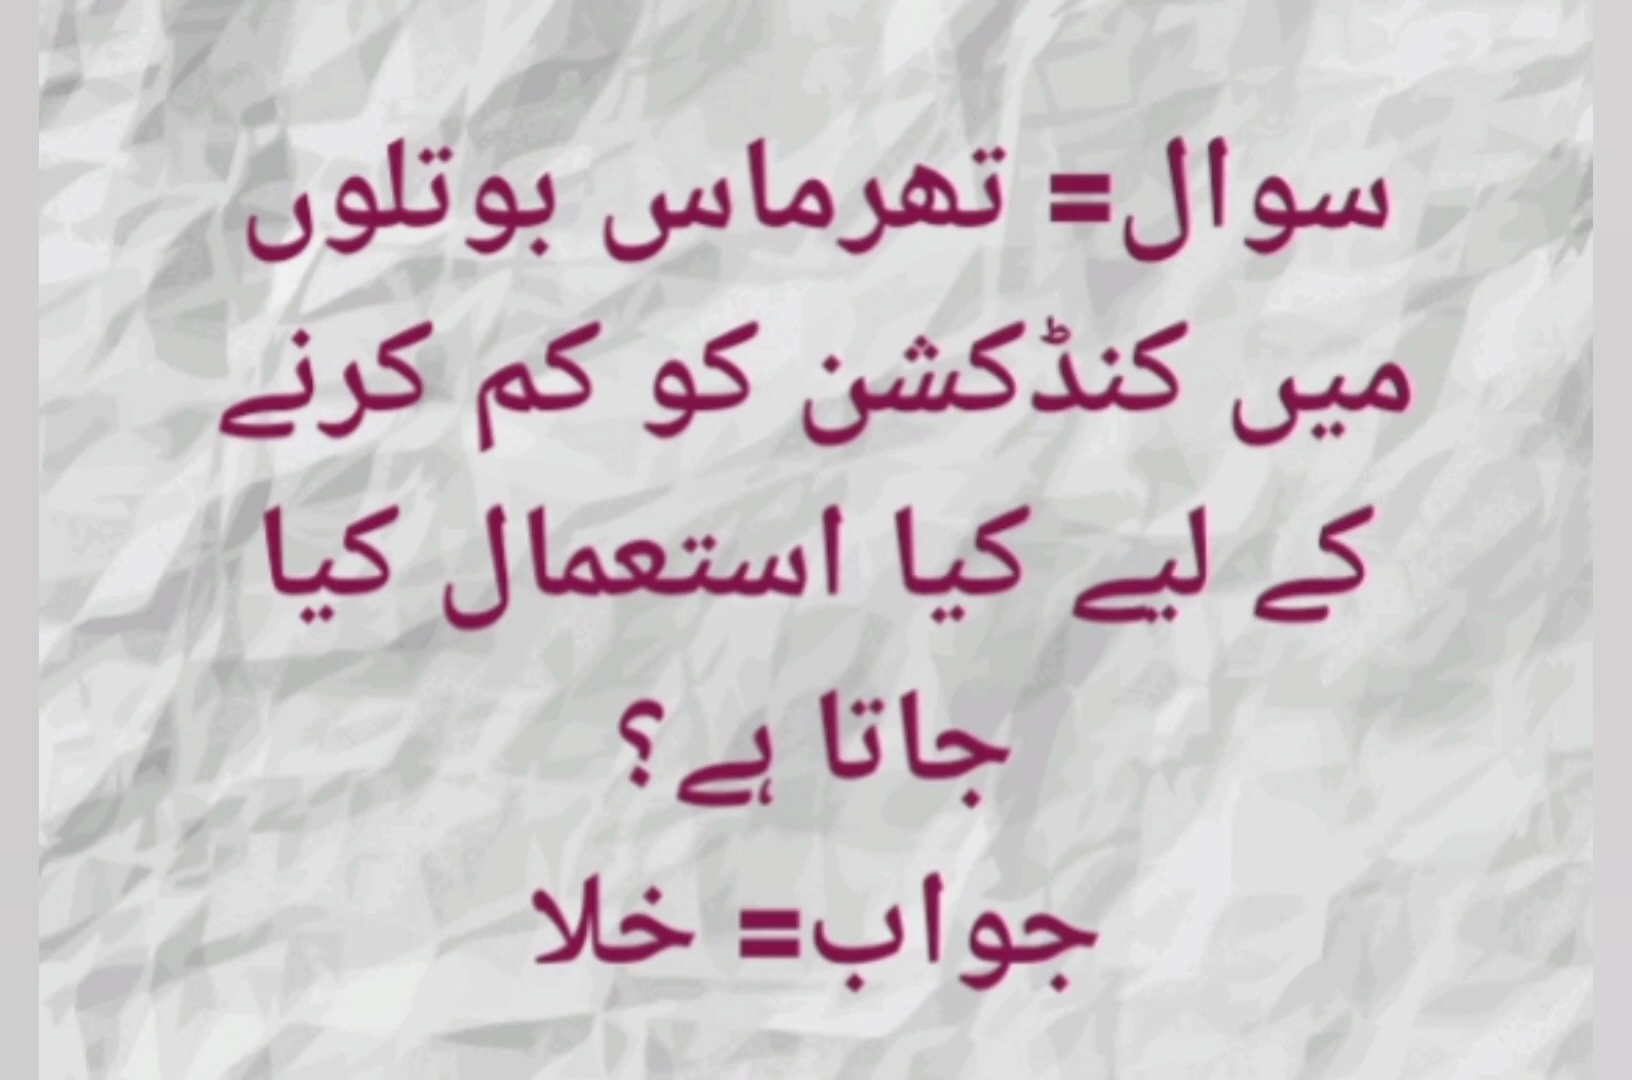 سوال= تھرماس بوتلوں
میں کنڈکشن کو کم کرنے
کے لیے کیا استعمال کیا
جاتا ہے؟
جواب= خلا